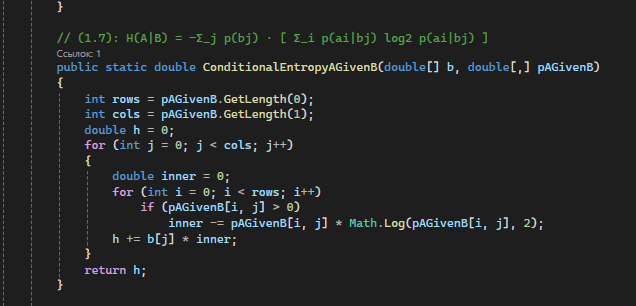 }
// (1.7): H(A|B) = −Σ_j p(bj) · [ Σ_i p(ai|bj) log2 p(ai|bj) ]
Ссылок: 1
public static double ConditionalEntropyAGivenB(double[] b, double[,] pAGivenB)
{
int rows = pAGivenB.GetLength(0);
int cols = pAGivenB.GetLength(1);
double h = 0;
for (int j = 0; j < cols; j++)
{
double inner = 0;
for (int i = 0; i < rows; i++)
if (pAGivenB[i, j] > 0)
inner -= pAGivenB[i, j] * Math.Log(pAGivenB[i, j], 2);
h += b[j] * inner;
}
return h;
}